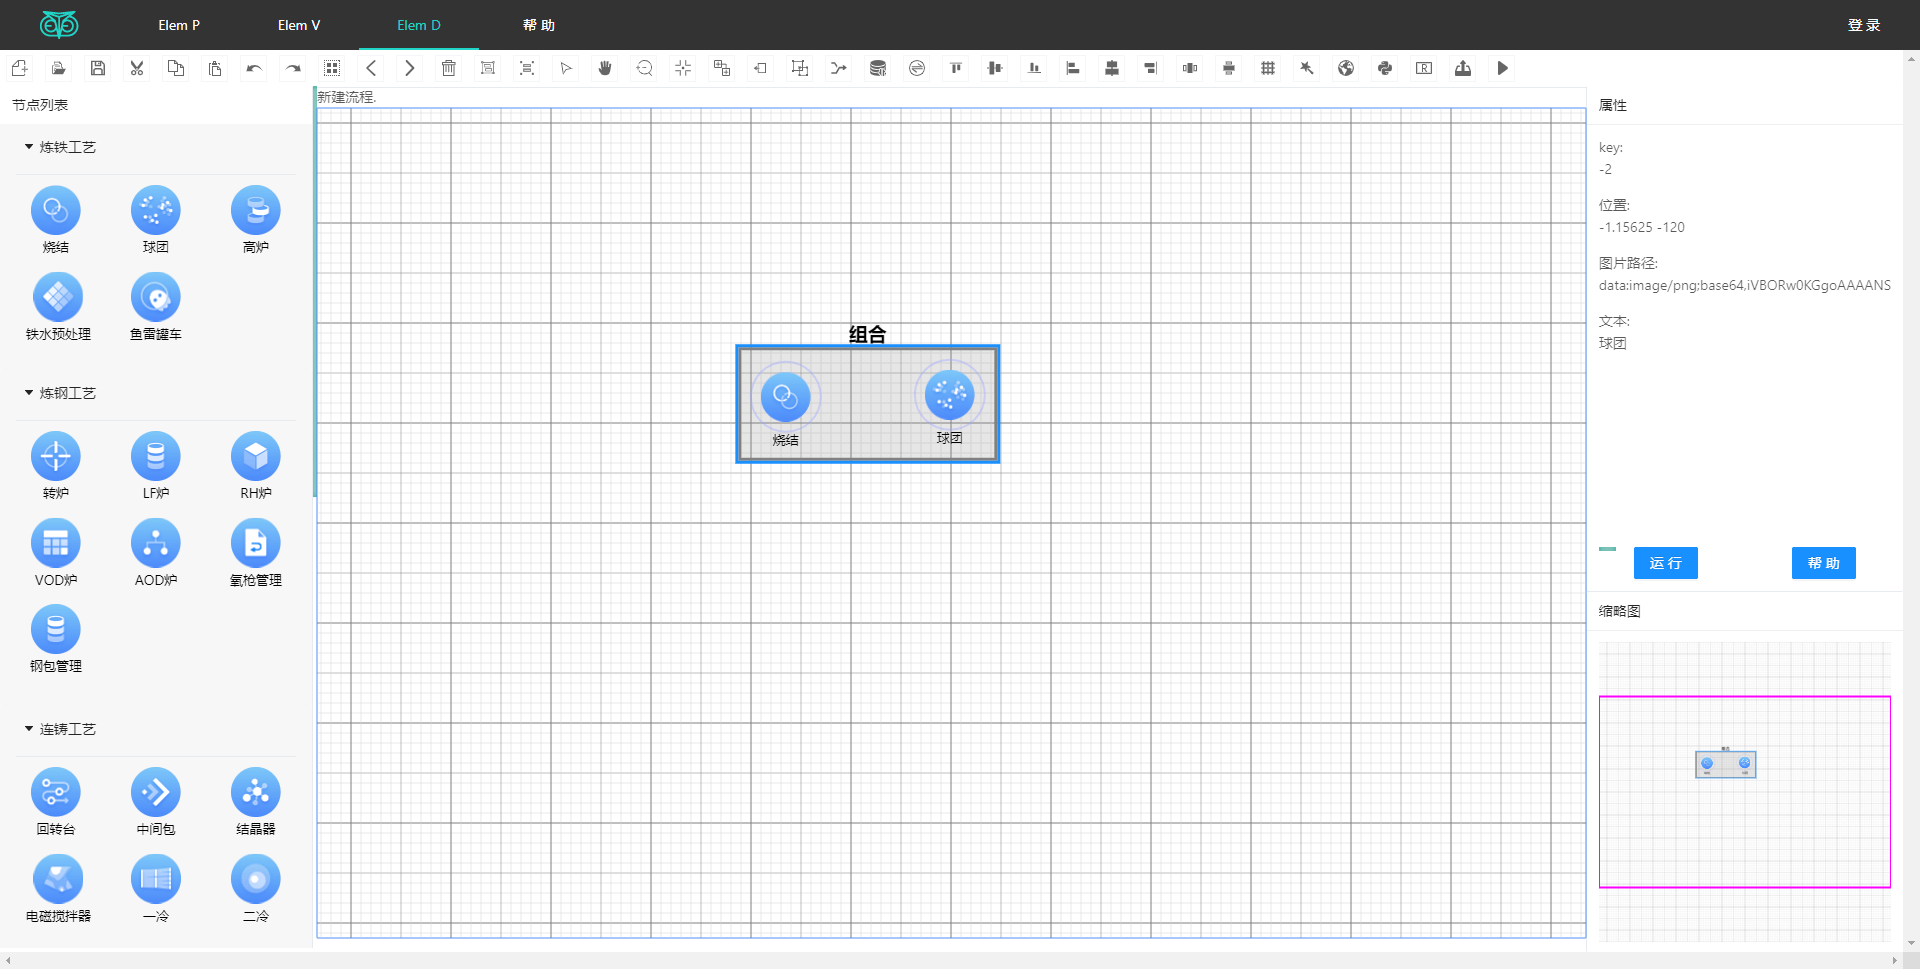 Elem P
Elem V
Elem D
帮 助
登 录
节点列表
新建流程.
属性
炼铁工艺
烧结
球团
高炉
铁水预处理
鱼雷罐车
炼钢工艺
转炉
LF炉
RH炉
VOD炉
AOD炉
氧枪管理
钢包管理
连铸工艺
回转台
中间包
结晶器
电磁搅拌器
一冷
二冷
组合
烧结
球团
key:
-2
位置:
-1.15625 -120
图片路径:
data:image/png;base64,iVBORw0KGgoAAAANS
文本:
球团
运 行
帮 助
缩略图